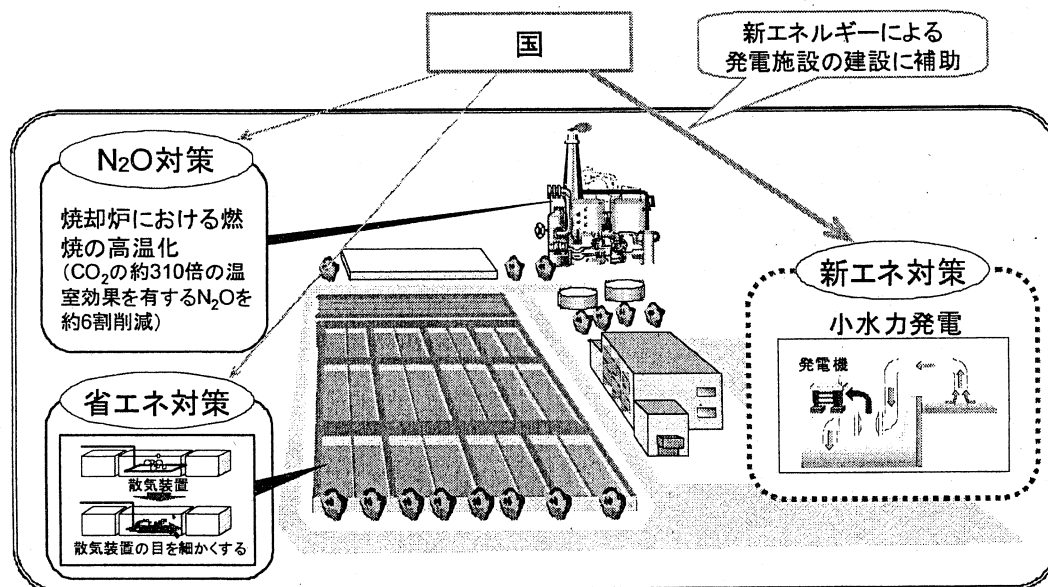 国
新エネルギーによる
発電施設の建設に補助
N₂O対策
焼却炉における燃
焼の高温化
(CO₂の約310倍の温
室効果を有するN₂Oを
約6割削減)
省エネ対策
散気装置
散気装置の目を細かくする
新エネ対策
小水力発電
発電機